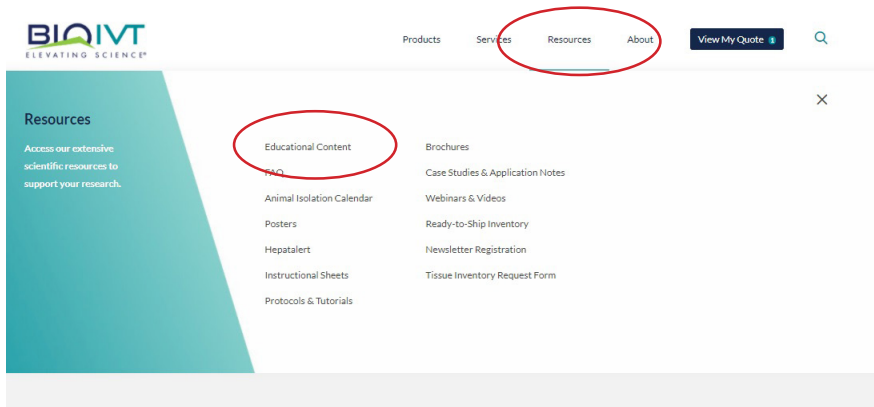 BIOIVT
ELEVATING SCIENCE®
Products Services Resources About View My Quote 1
Resources
Access our extensive
scientific resources to
support your research.
Educational Content
FAQ
Animal Isolation Calendar
Posters
Hepatalert
Instructional Sheets
Protocols & Tutorials
Brochures
Case Studies & Application Notes
Webinars & Videos
Ready-to-Ship Inventory
Newsletter Registration
Tissue Inventory Request Form